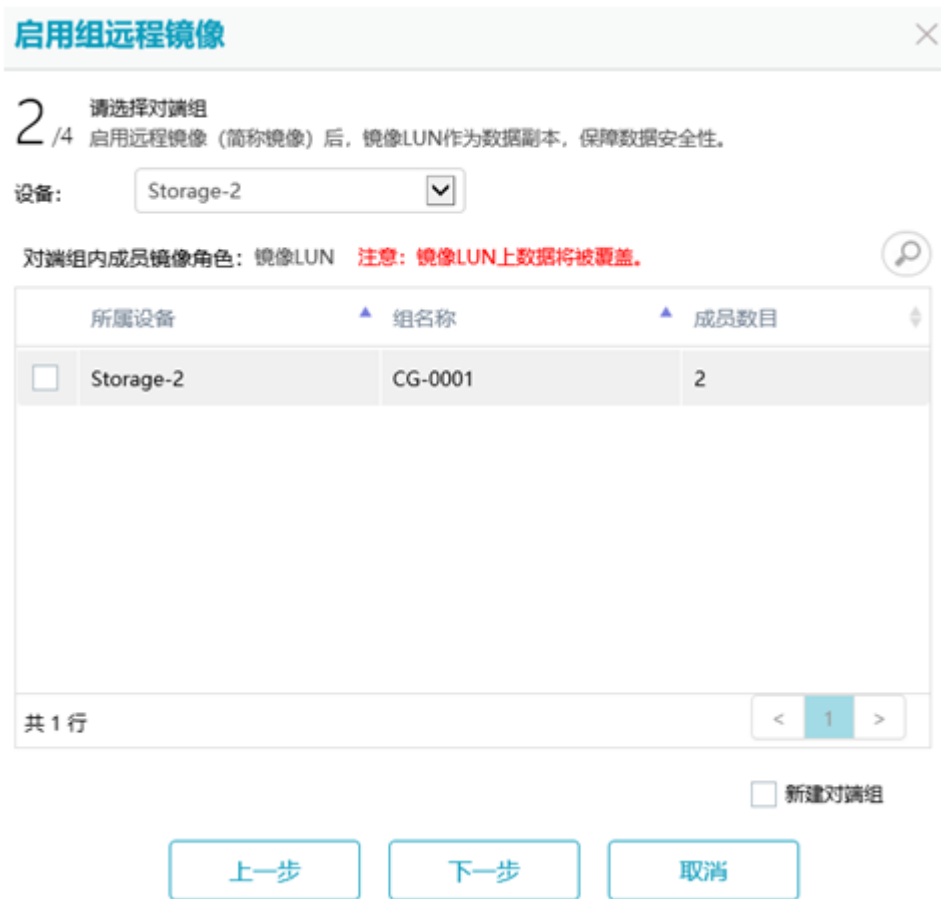 启用组远程镜像
2/4 请选择对端组
启用远程镜像（简称镜像）后，镜像LUN作为数据副本，保障数据安全性。
设备： Storage-2
对端组内成员镜像角色：镜像LUN 注意：镜像LUN上数据将被覆盖。
所属设备 组名称 成员数目
Storage-2 CG-0001 2
共 1 行 < 1 >
新建对端组
上一步 下一步 取消